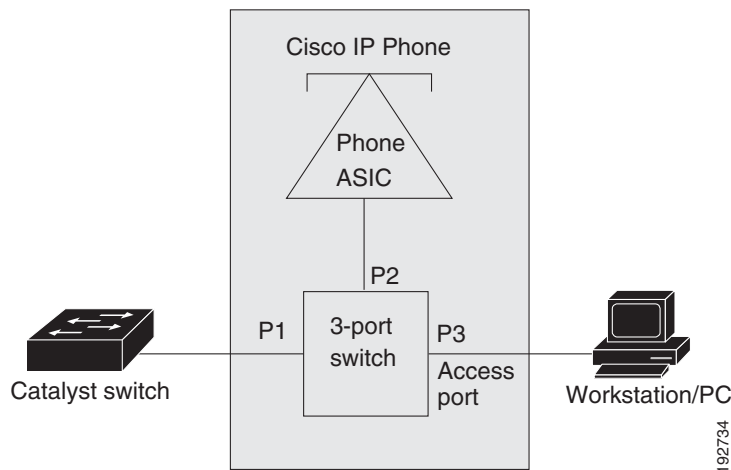 Cisco IP Phone
Phone
ASIC
P2
P1
3-port
switch
P3
Access
port
Catalyst switch
Workstation/PC
192734